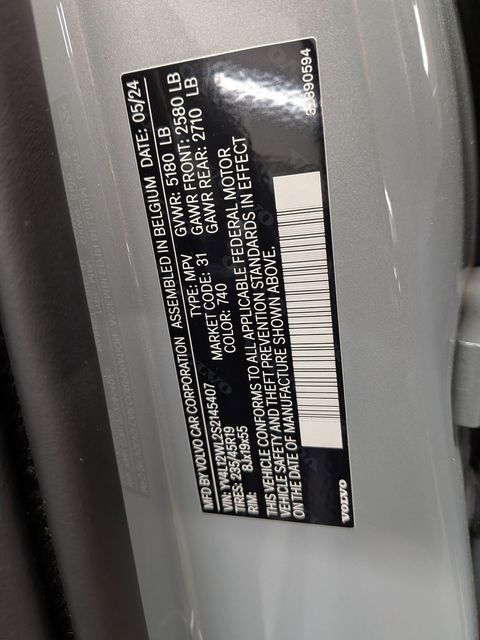 MFD BY VOLVO CAR CORPORATION ASSEMBLED IN BELGIUM DATE: 05/24
VIN: YV4L12WL2S2145407 TYPE: MPV GVWR: 5180 LB
TIRES: 235/45R19 MARKET CODE: 31 GAWR FRONT: 2580 LB
RIM: 8Jx19x55 COLOR: 740 GAWR REAR: 2710 LB
THIS VEHICLE CONFORMS TO ALL APPLICABLE FEDERAL MOTOR
VEHICLE SAFETY AND THEFT PREVENTION STANDARDS IN EFFECT
ON THE DATE OF MANUFACTURE SHOWN ABOVE.
VOLVO 32390594